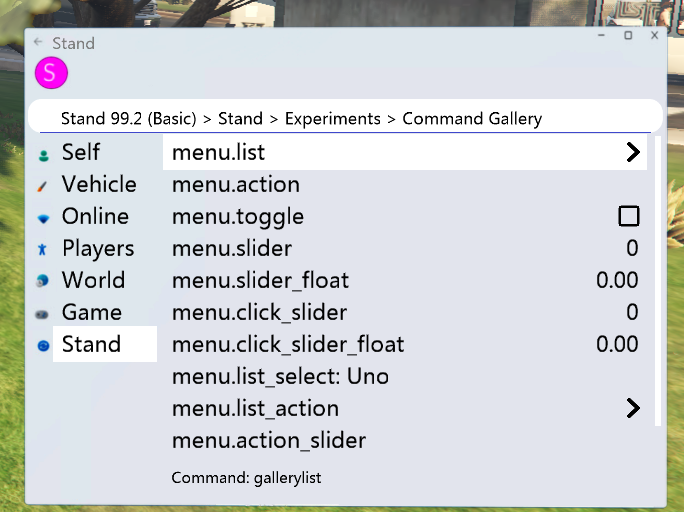 Stand
S
Stand 99.2 (Basic) > Stand > Experiments > Command Gallery
Self
Vehicle
Online
Players
World
Game
Stand
menu.list
menu.action
menu.toggle
menu.slider 0
menu.slider_float 0.00
menu.click_slider 0
menu.click_slider_float 0.00
menu.list_select: Uno
menu.list_action
menu.action_slider
Command: gallerylist